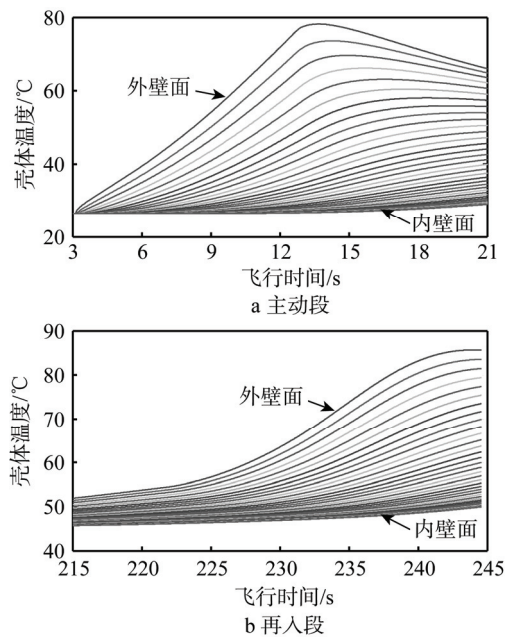 80
60
40
20
壳体温度/℃
外壁面
内壁面
3 6 9 12 15 18 21
飞行时间/s
a 主动段
90
80
70
60
50
40
壳体温度/℃
外壁面
内壁面
215 220 225 230 235 240 245
飞行时间/s
b 再入段